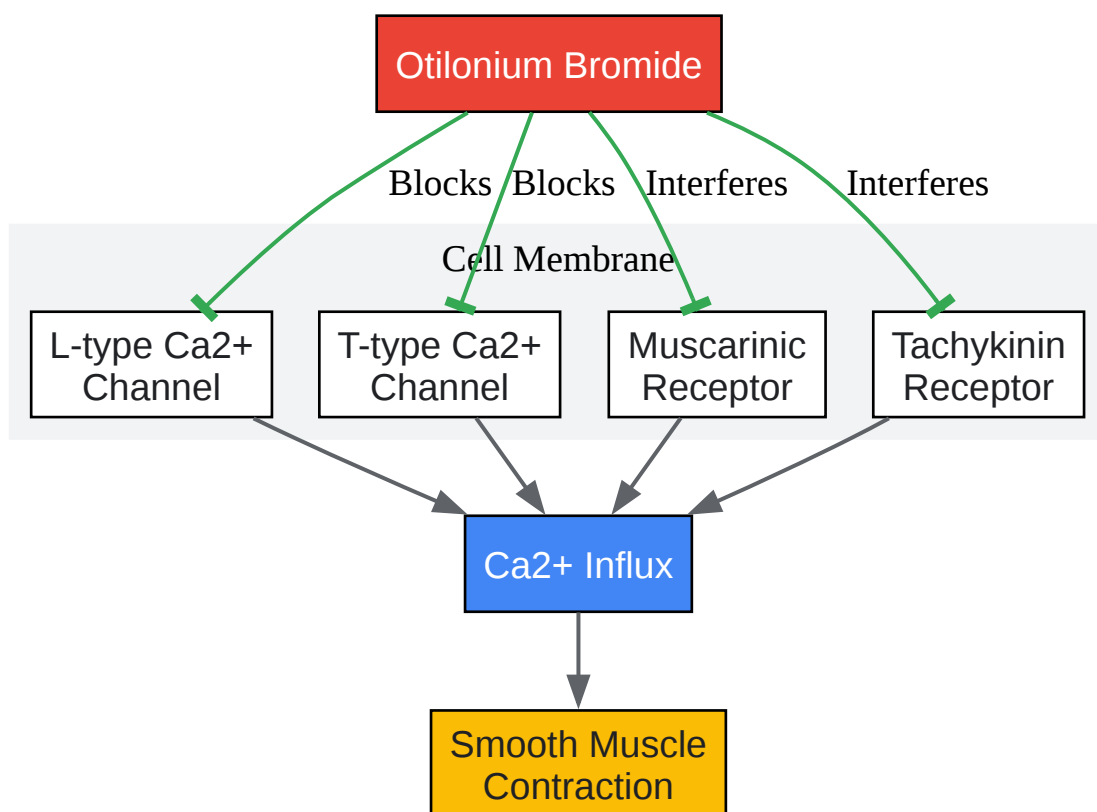 Otilonium Bromide
Blocks Blocks Interferes Interferes
Cell Membrane
L-type Ca2+
Channel
T-type Ca2+
Channel
Muscarinic
Receptor
Tachykinin
Receptor
Ca2+ Influx
Smooth Muscle
Contraction